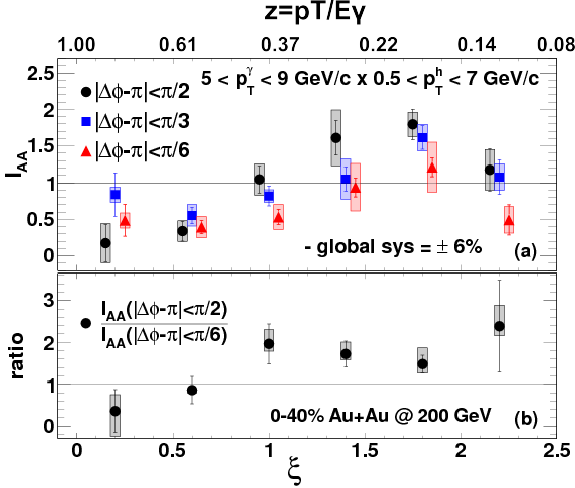 z=pT/Eγ
1.00 0.61 0.37 0.22 0.14 0.08
5 < p_T^γ < 9 GeV/c x 0.5 < p_T^h < 7 GeV/c
|Δϕ-π|<π/2
|Δϕ-π|<π/3
|Δϕ-π|<π/6
I_AA
2.5
2
1.5
1
0.5
0
- global sys = ± 6%
(a)
I_AA(|Δϕ-π|<π/2)
I_AA(|Δϕ-π|<π/6)
ratio
3
2
1
0
0-40% Au+Au @ 200 GeV
(b)
0 0.5 1 1.5 2 2.5
ξ